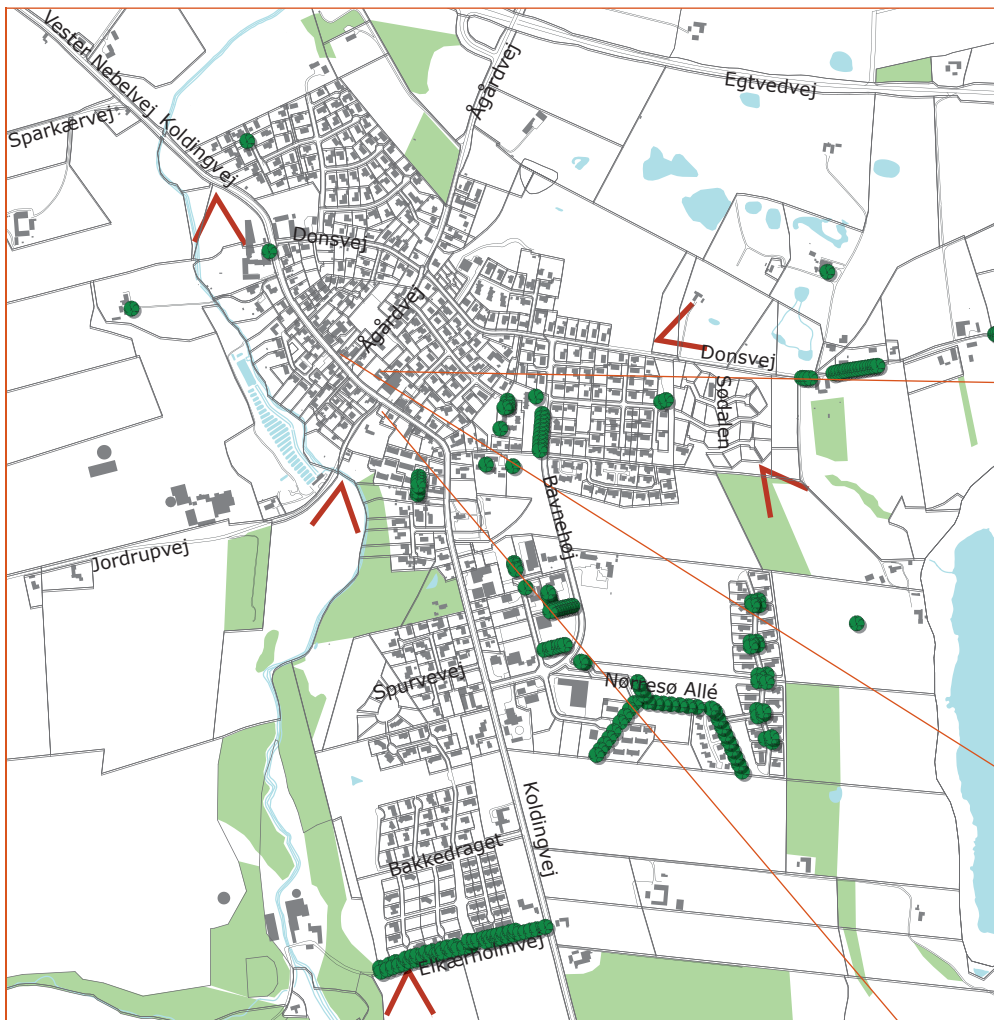 Vester Nebelvej
Ågårdvej
Egtvedvej
Sparkærvej
Koldingvej
Donsvej
Ågårdvej
Donsvej
Sødalen
Bavnehøj
Jordrupvej
Spurvevej
Nørresø Allé
Koldingvej
Bakkedraget
Elkærholmvej